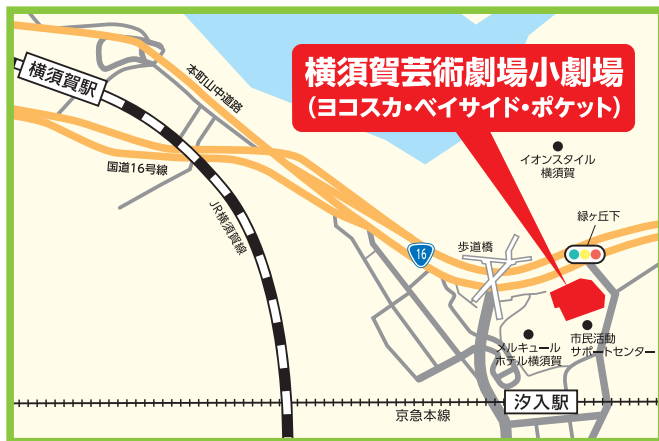 横須賀駅
本町山中道路
横須賀芸術劇場小劇場
（ヨコスカ・ベイサイド・ポケット）
イオンスタイル
横須賀
国道16号線
JR横須賀線
緑ヶ丘下
歩道橋
16
メルキュール
ホテル横須賀
市民活動
サポートセンター
汐入駅
京急本線